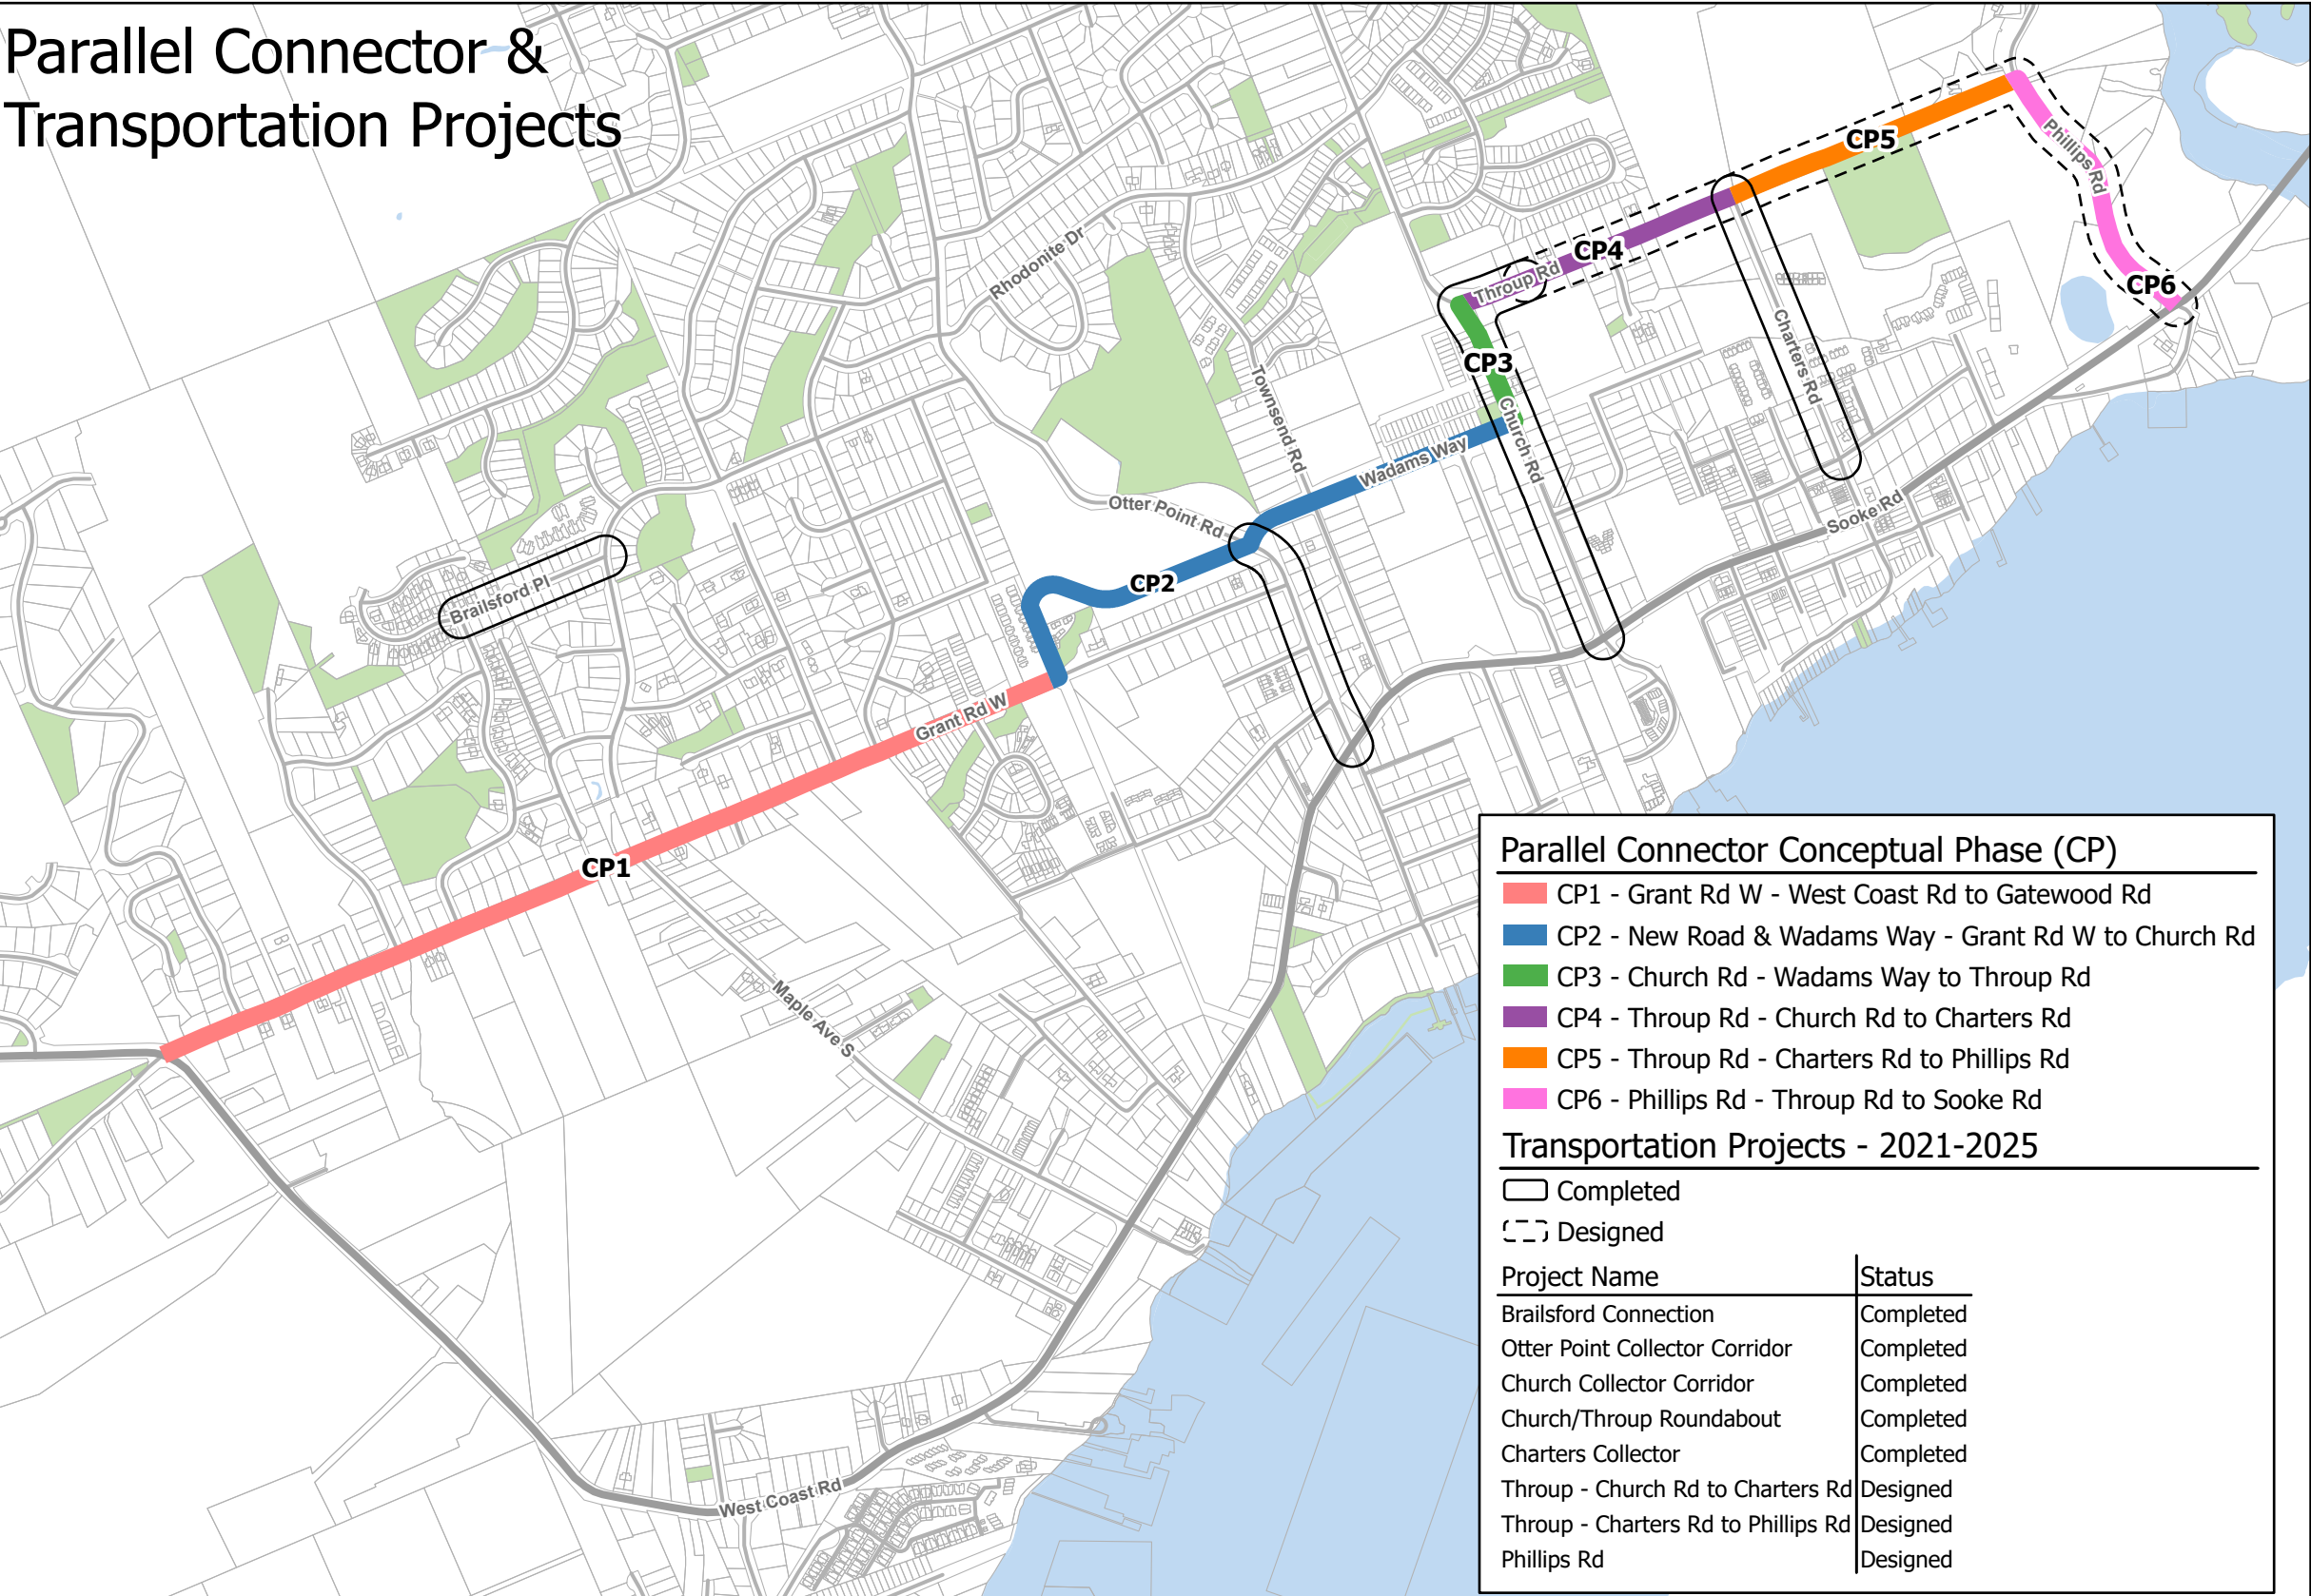 Parallel Connector &
Transportation Projects
CP5
Phillips Rd
CP4
Throup Rd
CP6
Rhodonite Dr
CP3
Charters Rd
Townsend Rd
Church Rd
Wadams Way
Otter Point Rd
Sooke Rd
Brailsford Pl
CP2
Grant Rd W
CP1
Maple Ave S
West Coast Rd
Parallel Connector Conceptual Phase (CP)
CP1 - Grant Rd W - West Coast Rd to Gatewood Rd
CP2 - New Road & Wadams Way - Grant Rd W to Church Rd
CP3 - Church Rd - Wadams Way to Throup Rd
CP4 - Throup Rd - Church Rd to Charters Rd
CP5 - Throup Rd - Charters Rd to Phillips Rd
CP6 - Phillips Rd - Throup Rd to Sooke Rd
Transportation Projects - 2021-2025
Completed
Designed
Project Name Status
Brailsford Connection Completed
Otter Point Collector Corridor Completed
Church Collector Corridor Completed
Church/Throup Roundabout Completed
Charters Collector Completed
Throup - Church Rd to Charters Rd Designed
Throup - Charters Rd to Phillips Rd Designed
Phillips Rd Designed